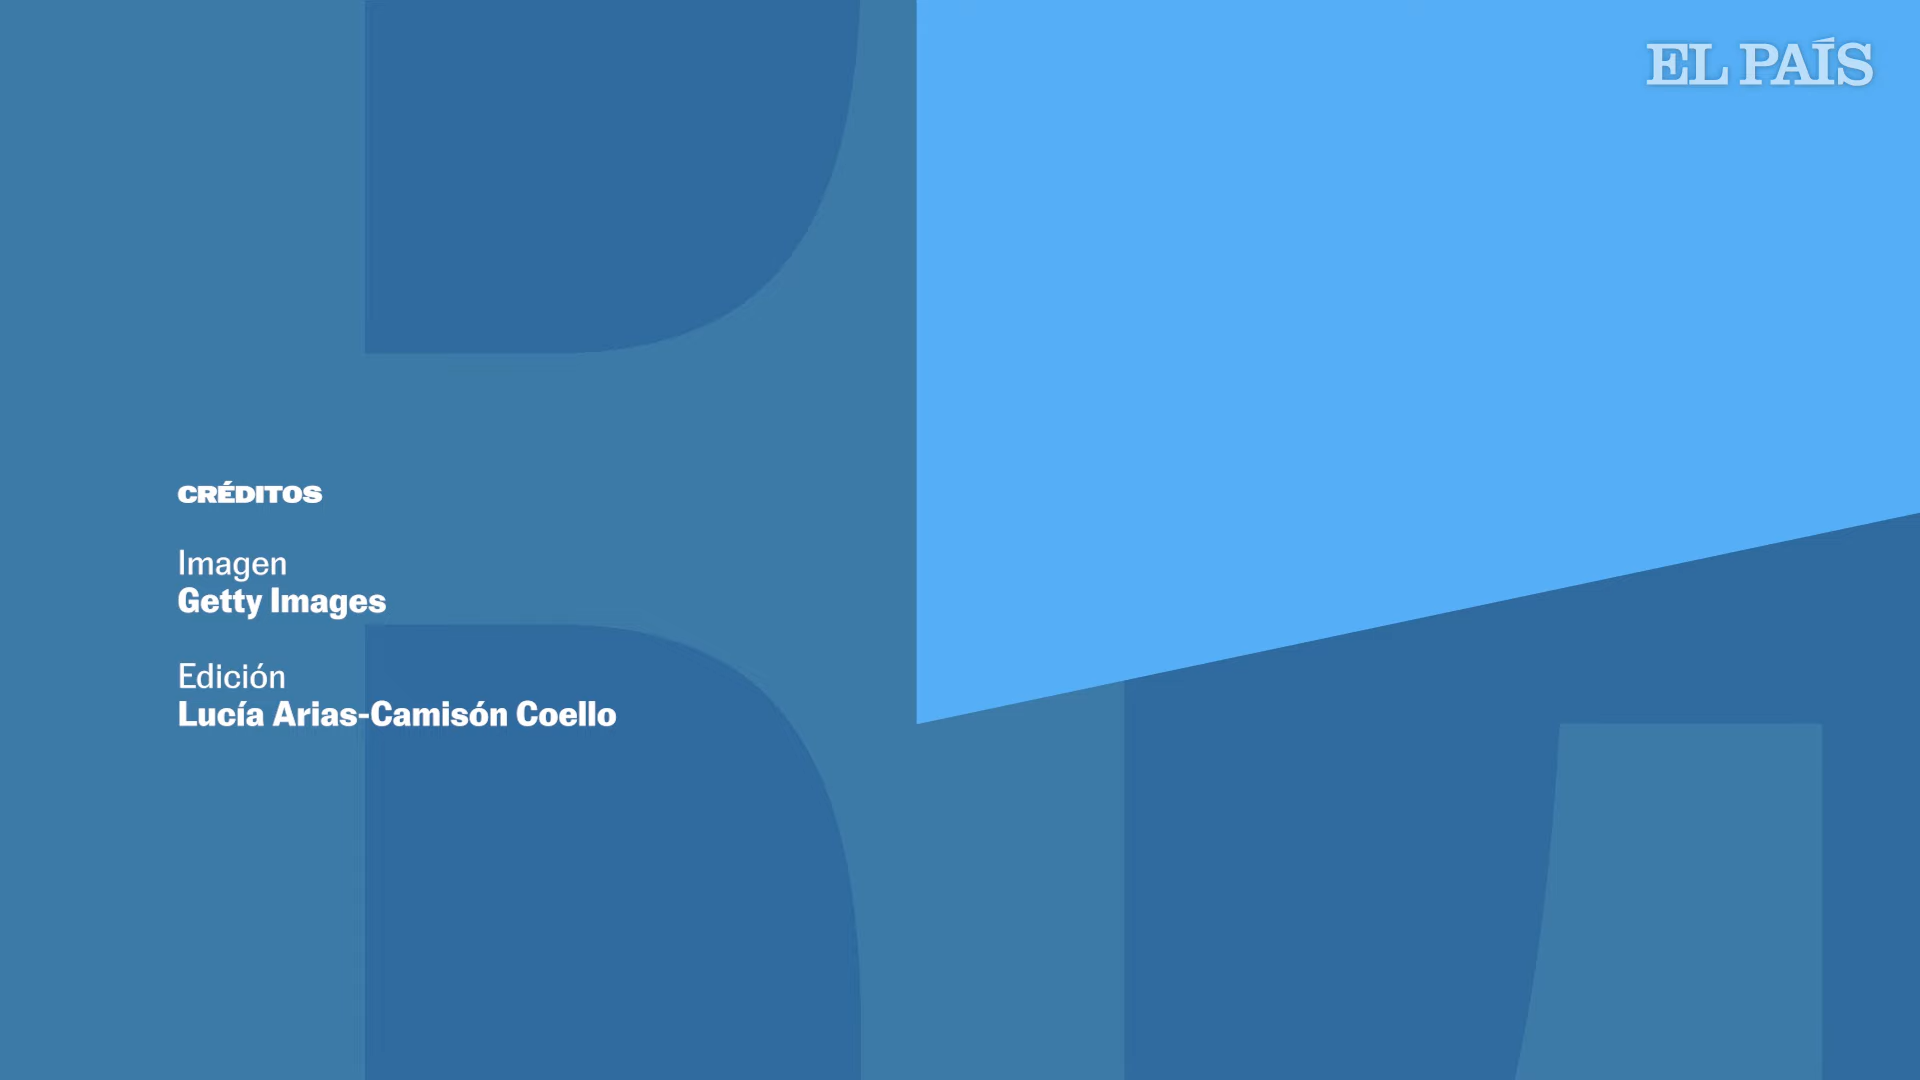 EL PAÍS
CRÉDITOS
Imagen
Getty Images
Edición
Lucía Arias-Camisón Coello